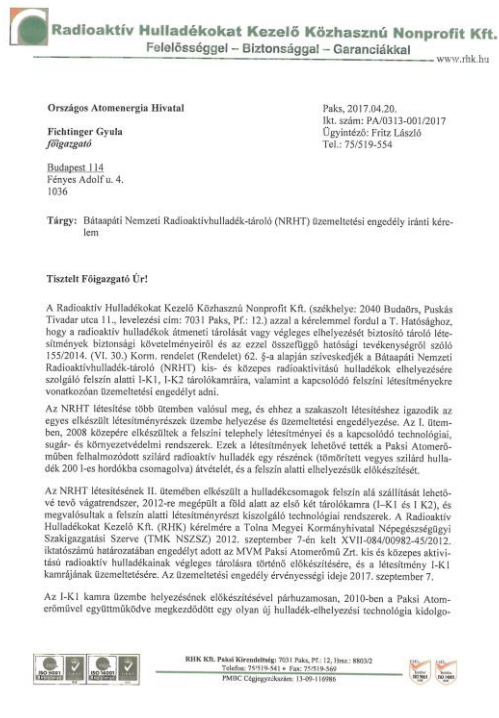 Radioaktív Hulladékokat Kezelő Közhasznú Nonprofit Kft.
Felelősséggel – Biztonsággal – Garanciákkal
www.rhk.hu
Országos Atomenergia Hivatal
Fichtinger Gyula
főigazgató
Budapest 114
Fényes Adolf u. 4.
1036
Paks, 2017.04.20.
Ikt. szám: PA/0313-001/2017
Ügyintéző: Fritz László
Tel.: 75/519-554
Tárgy: Bátaapáti Nemzeti Radioaktívhulladék-tároló (NRHT) üzemeltetési engedély iránti kére-
lem
Tisztelt Főigazgató Úr!
A Radioaktív Hulladékokat Kezelő Közhasznú Nonprofit Kft. (székhelye: 2040 Budaörs, Puskás
Tivadar utca 11., levelezési cím: 7031 Paks, Pf.: 12.) azzal a kérelemmel fordul a T. Hatósághoz,
hogy a radioaktív hulladékok átmeneti tárolását vagy végleges elhelyezését biztosító tároló léte-
sítmények biztonsági követelményeiről és az ezzel összefüggő hatósági tevékenységről szóló
155/2014. (VI. 30.) Korm. rendelet (Rendelet) 62. §-a alapján szíveskedjék a Bátaapáti Nemzeti
Radioaktívhulladék-tároló (NRHT) kis- és közepes radioaktivitású hulladékok elhelyezésére
szolgáló felszín alatti I-K1, I-K2 tárolókamráira, valamint a kapcsolódó felszíni létesítményekre
vonatkozóan üzemeltetési engedélyt adni.
Az NRHT létesítése több ütemben valósul meg, és ehhez a szakaszolt létesítéshez igazodik az
egyes elkészült létesítményrészek üzembe helyezése és üzemeltetési engedélyezése. Az I. ütem-
ben, 2008 közepére elkészültek a felszíni telephely létesítményei és a kapcsolódó technológiai,
sugár- és környezetvédelmi rendszerek. Ezek a létesítmények lehetővé tették a Paksi Atomerő-
műben felhalmozódott szilárd radioaktív hulladék egy részének (tömörített vegyes szilárd hulla-
dék 200 l-es hordókba csomagolva) átvételét, és a felszín alatti elhelyezésük előkészítését.
Az NRHT létesítésének II. ütemében elkészült a hulladékcsomagok felszín alá szállítását lehető-
vé tevő vágatrendszer, 2012-re megépült a föld alatt az első két tárolókamra (I–K1 és I K2), és
megvalósultak a felszín alatti létesítményrészt kiszolgáló technológiai rendszerek. A Radioaktív
Hulladékokat Kezelő Kft. (RHK) kérelmére a Tolna Megyei Kormányhivatal Népegészségügyi
Szakigazgatási Szerve (TMK NSZSZ) 2012. szeptember 7-én kelt XVII-084/00982-45/2012.
iktatószámú határozatában engedélyt adott az MVM Paksi Atomerőmű Zrt. kis és közepes aktivi-
tású radioaktív hulladékainak végleges tárolásra történő előkészítésére, és a létesítmény I-K1
kamrájának üzemeltetésére. Az üzemeltetési engedély érvényességi ideje 2017. szeptember 7.
Az I-K1 kamra üzembe helyezésének előkészítésével párhuzamosan, 2010-ben a Paksi Atom-
erőművel együttműködve megkezdődött egy olyan új hulladék-elhelyezési technológia kidolgo-
RHK Kft. Paksi Kirendeltség: 7031 Paks, Pf.: 12, Hrsz.: 8803/2
Telefon: 75/519-541 • Fax: 75/519-569
PMBC Cégjegyzékszám: 13-09-116986